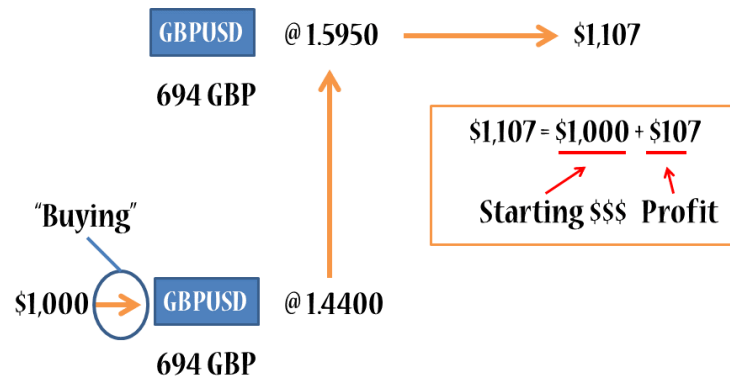 GBPUSD @ 1.5950 $1,107
694 GBP
$1,107 = $1,000 + $107
Starting $$$ Profit
"Buying"
$1,000 GBPUSD @ 1.4400
694 GBP